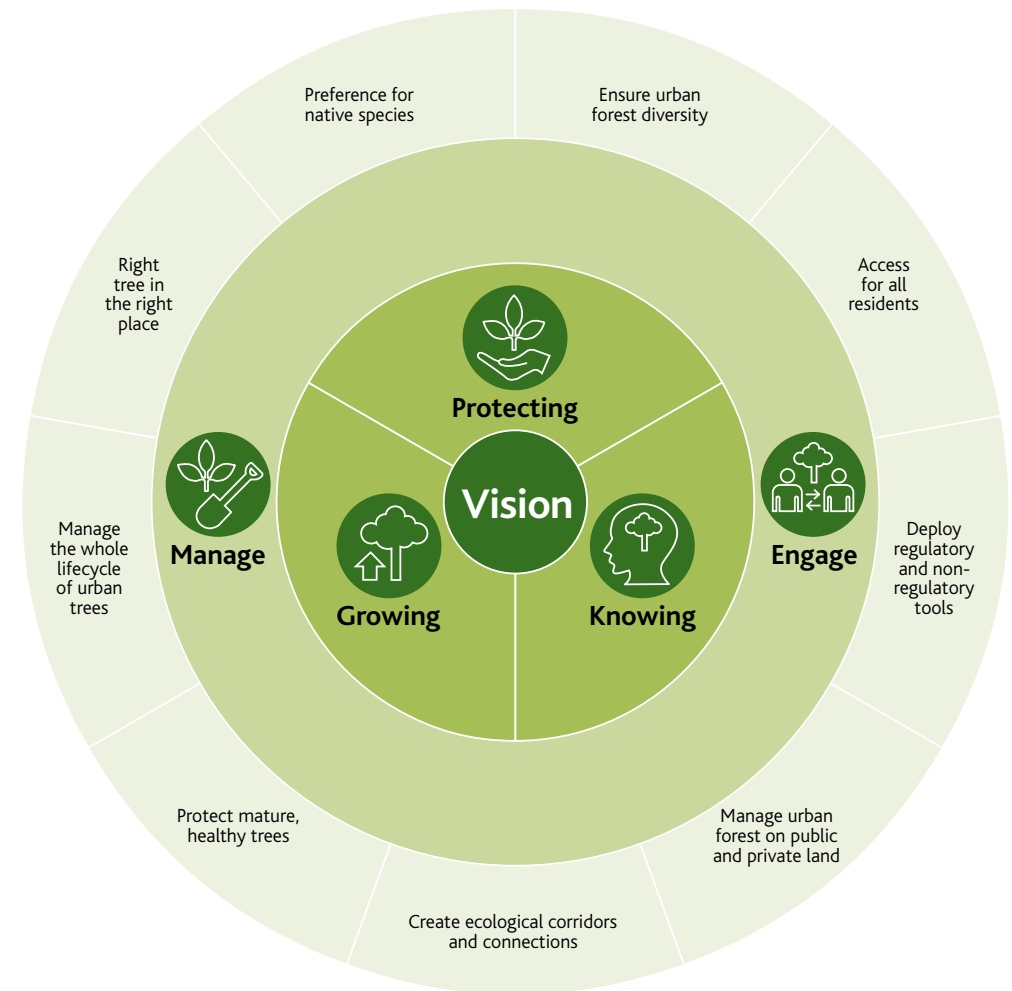 Preference for
native species
Ensure urban
forest diversity
Right
tree in
the right
place
Access
for all
residents
Protecting
Vision
Manage
Engage
Growing
Knowing
Manage
the whole
lifecycle
of urban
trees
Deploy
regulatory
and non-
regulatory
tools
Protect mature,
healthy trees
Manage urban
forest on public
and private land
Create ecological corridors
and connections